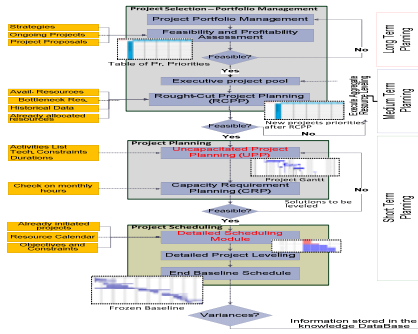 Project Selection – Portfolio Management
Strategies
Ongoing Projects
Project Proposals
Project Portfolio Management
Feasibility and Profitability
Assessment
Table of Pr. Priorities
Feasible?
No
Yes
Long Term
Planning
Executive project pool
Avail. Resources
Bottleneck Res.
Historical Data
Already allocated
resources
Rought-Cut Project Planning
(RCPP)
Execute Aggregate
Resource Leveling
New projects priorities
after RCPP
Medium Term
Planning
Feasible?
No
Yes
Project Planning
Activities List
Tech. Constraints
Durations
Uncapacitated Project
Planning (UPP)
Project Gantt
Check on monthly
hours
Capacity Requirement
Planning (CRP)
Solutions to be
leveled
Feasible?
No
Yes
Short Term
Planning
Project Scheduling
Already initiated
projects
Resource Calendar
Objectives and
Constraints
Detailed Scheduling
Module
Detailed Project Leveling
End Baseline Schedule
Frozen Baseline
Variances?
Information stored in the
knowledge DataBase